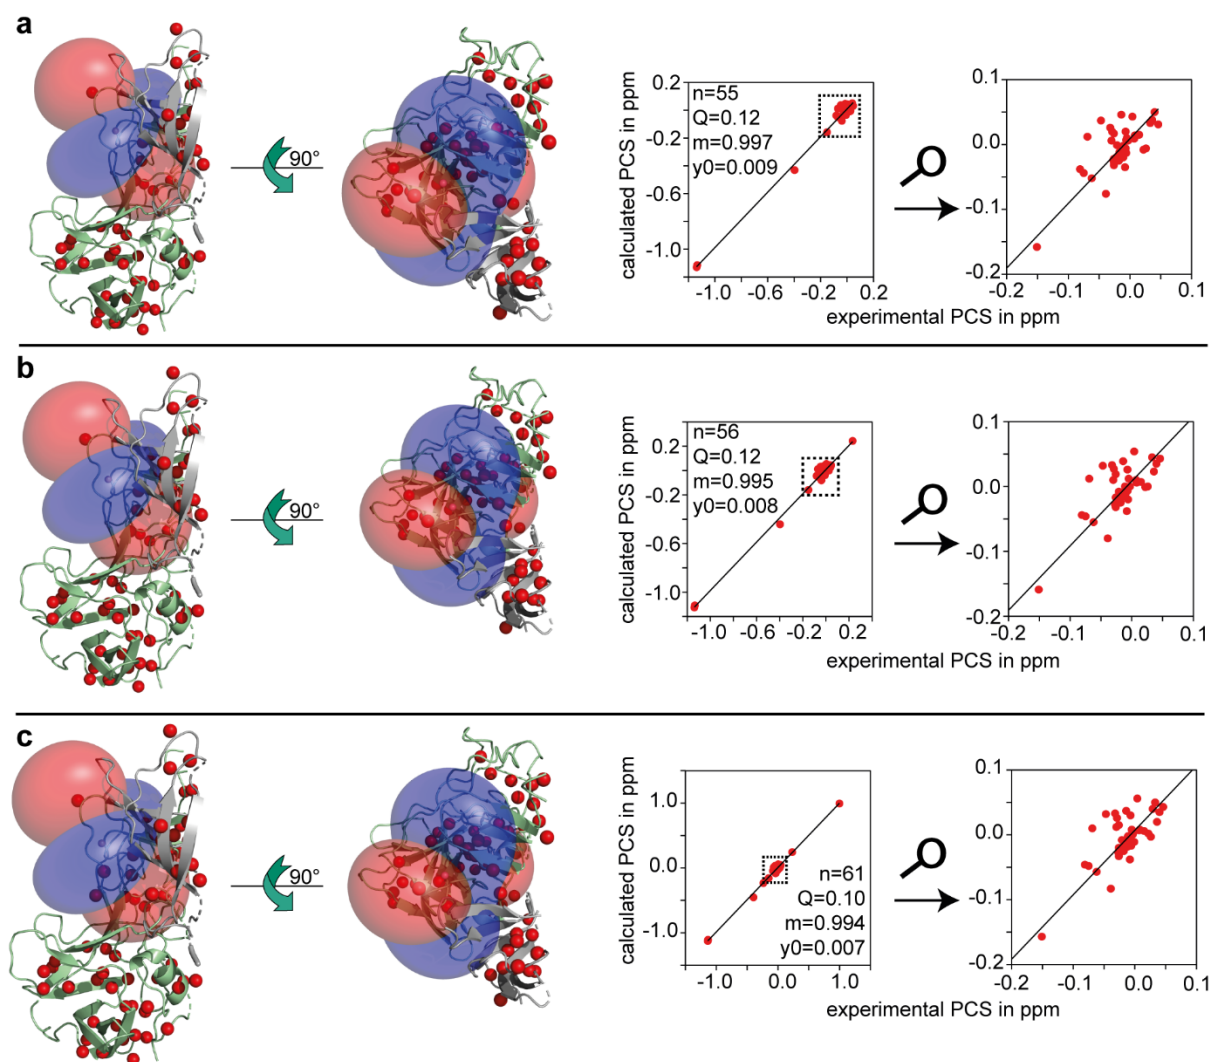 a
90°
calculated PCS in ppm
0.2
-0.2
-0.6
-1.0
n=55
Q=0.12
m=0.997
y0=0.009
-1.0 -0.6 -0.2 0.2
experimental PCS in ppm
0.1
0.0
-0.1
-0.2
-0.2 -0.1 0.0 0.1
b
90°
calculated PCS in ppm
0.2
-0.2
-0.6
-1.0
n=56
Q=0.12
m=0.995
y0=0.008
-1.0 -0.6 -0.2 0.2
experimental PCS in ppm
0.1
0.0
-0.1
-0.2
-0.2 -0.1 0.0 0.1
c
90°
calculated PCS in ppm
1.0
0.0
-1.0
n=61
Q=0.10
m=0.994
y0=0.007
-1.0 0.0 1.0
experimental PCS in ppm
0.1
0.0
-0.1
-0.2
-0.2 -0.1 0.0 0.1